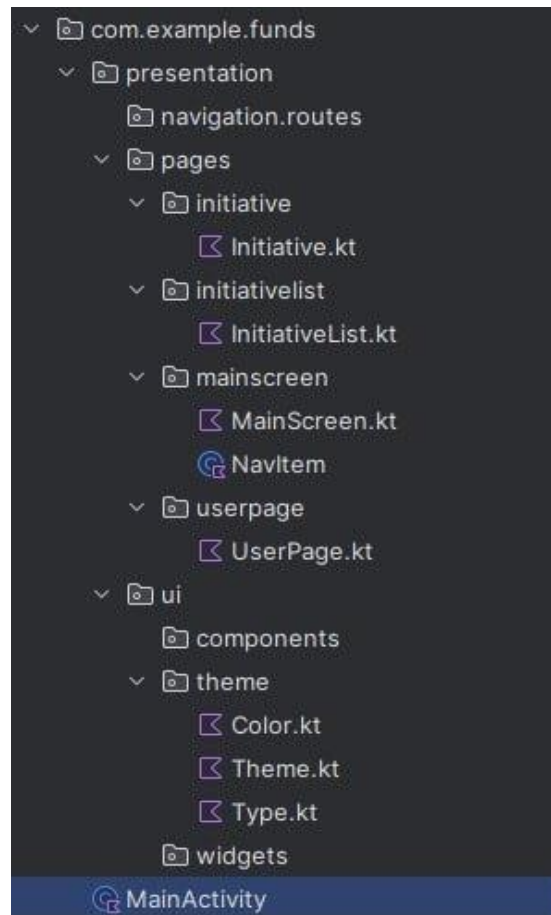 com.example.funds
presentation
navigation.routes
pages
initiative
Initiative.kt
initiativelist
InitiativeList.kt
mainscreen
MainScreen.kt
NavItem
userpage
UserPage.kt
ui
components
theme
Color.kt
Theme.kt
Type.kt
widgets
MainActivity